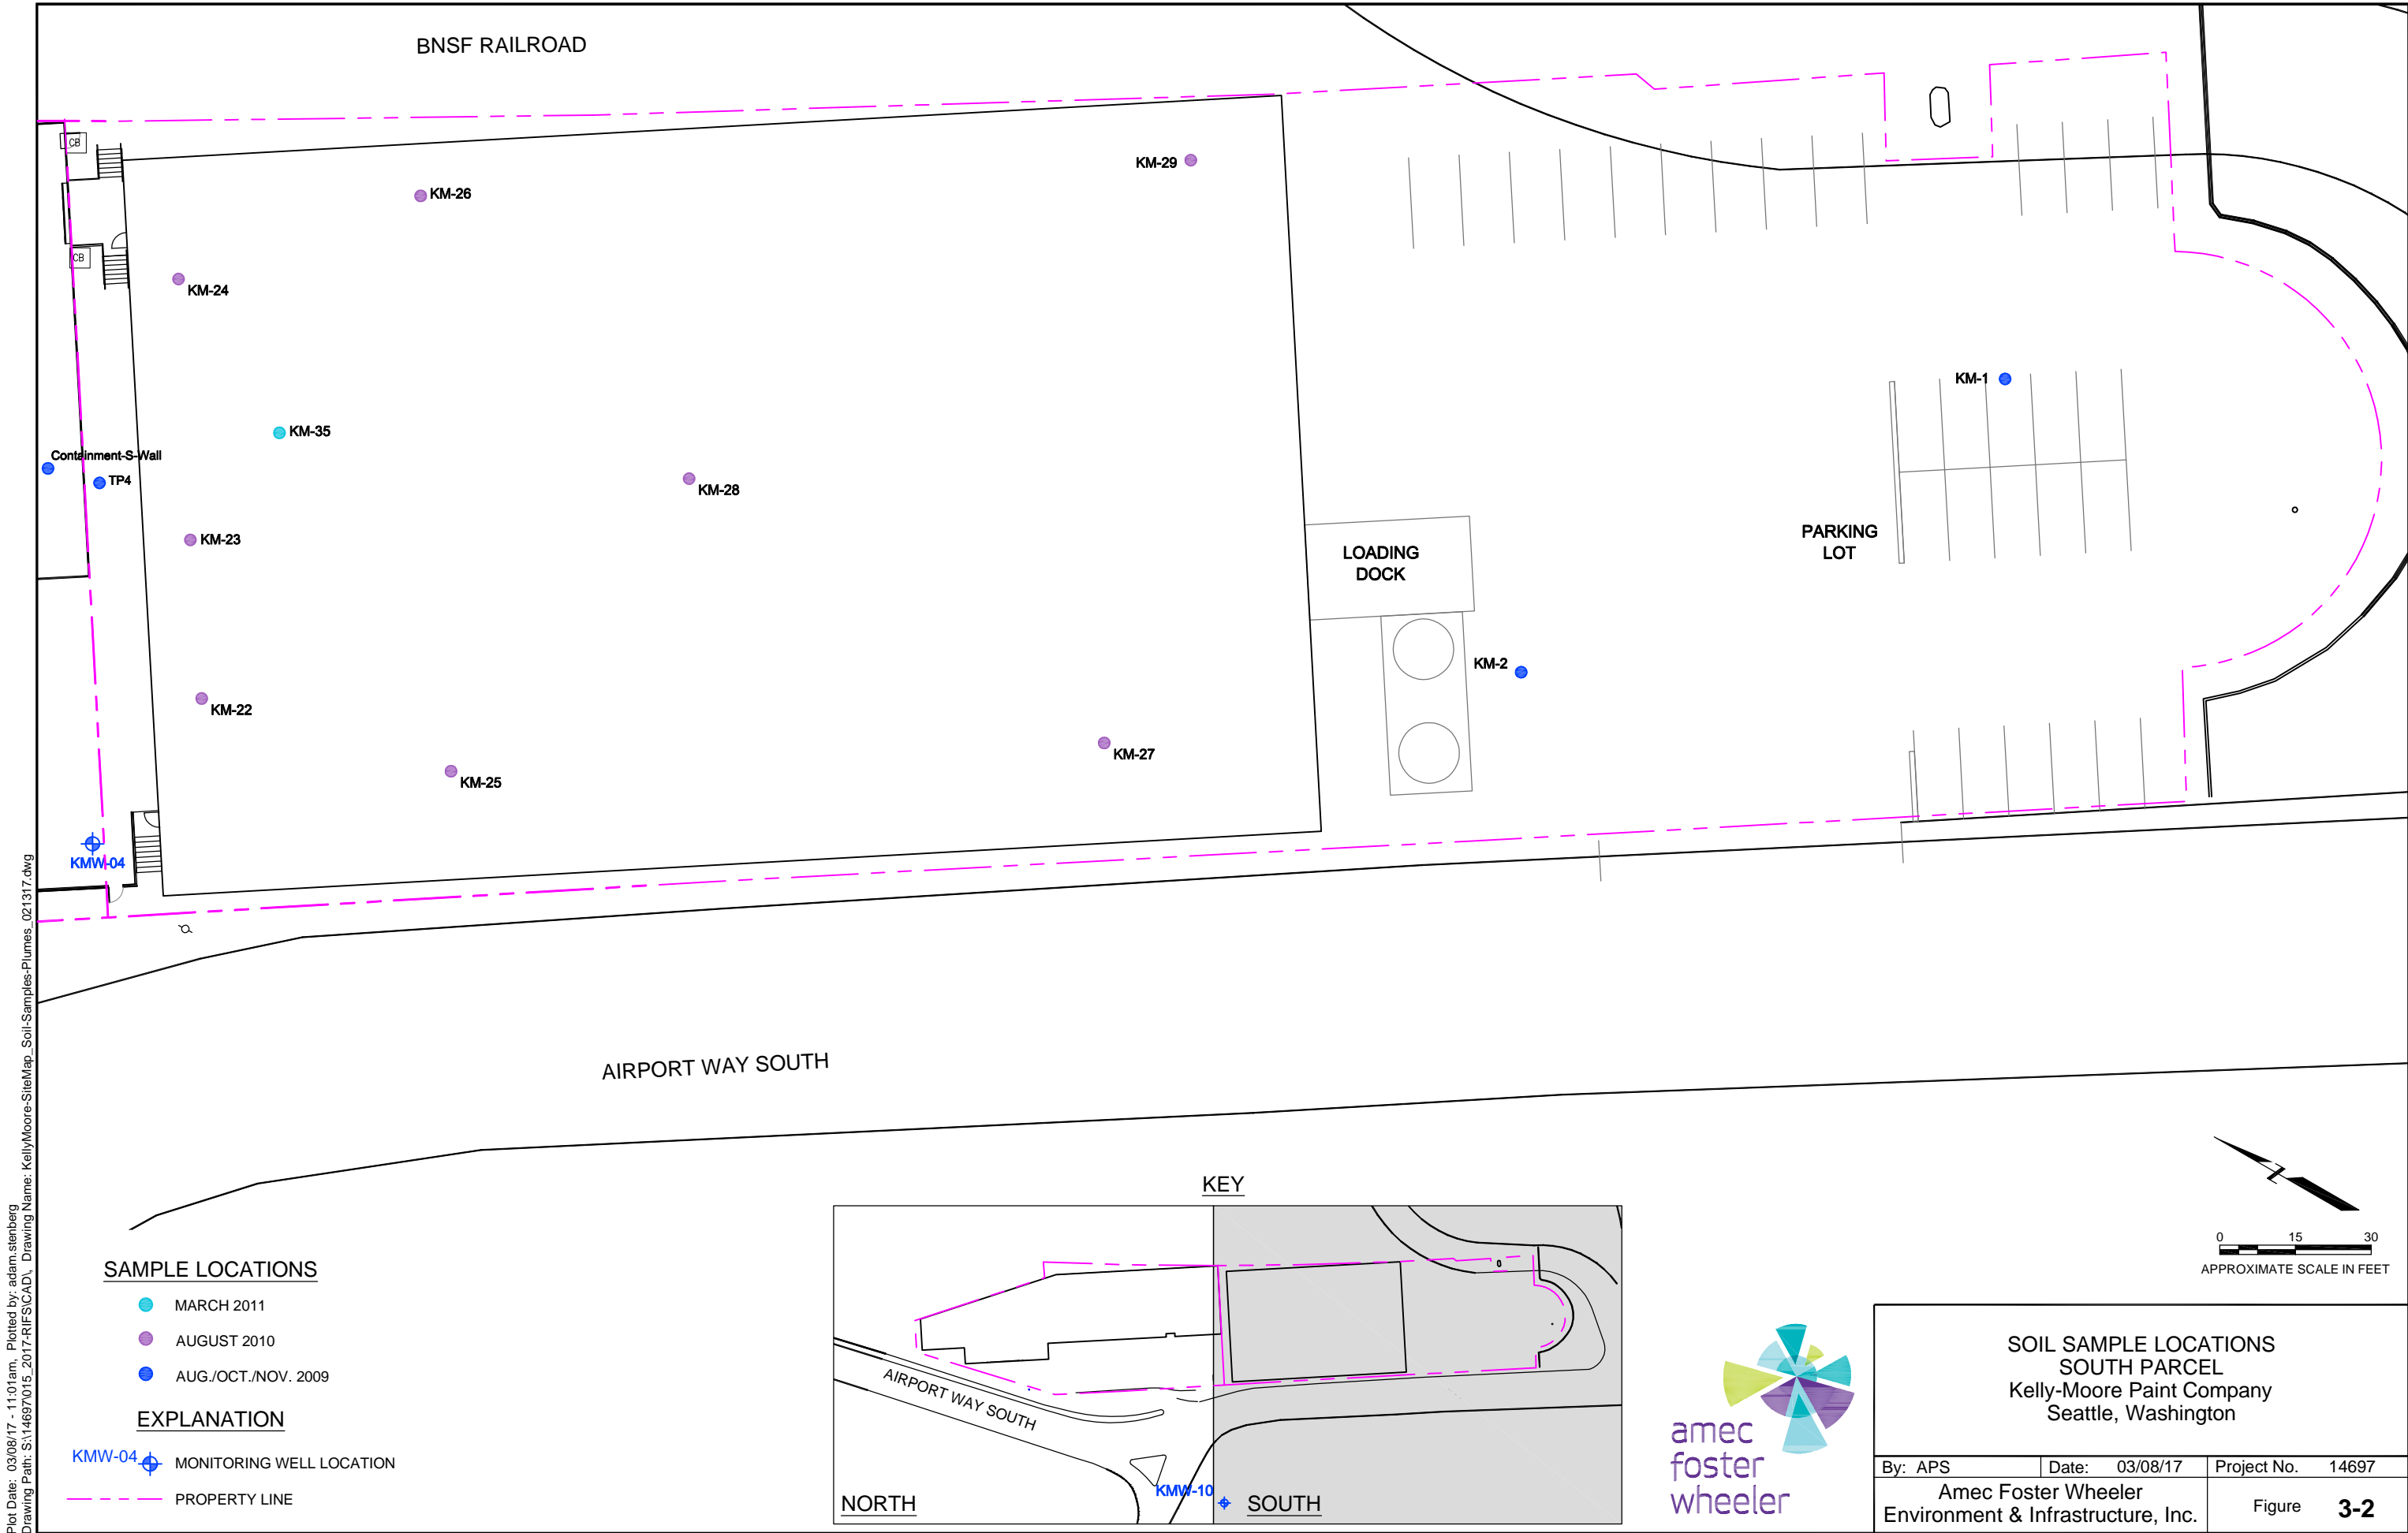 BNSF RAILROAD
CB
CB
KM-26
KM-29
KM-24
KM-1
KM-35
Containment-S-Wall
TP4
KM-28
KM-23
LOADING
DOCK
PARKING
LOT
KM-2
KM-22
KM-27
KM-25
KMW-04
AIRPORT WAY SOUTH
Plot Date: 03/08/17 - 11:01am, Plotted by: adam.stenberg
Drawing Path: S:\14697\015_2017-RIFS\CAD\, Drawing Name: KellyMoore-SiteMap_Soil-Samples-Plumes_021317.dwg
SAMPLE LOCATIONS
MARCH 2011
AUGUST 2010
AUG./OCT./NOV. 2009
EXPLANATION
KMW-04 MONITORING WELL LOCATION
PROPERTY LINE
KEY
AIRPORT WAY SOUTH
KMW-10
NORTH
SOUTH
0 15 30
APPROXIMATE SCALE IN FEET
amec
foster
wheeler
SOIL SAMPLE LOCATIONS
SOUTH PARCEL
Kelly-Moore Paint Company
Seattle, Washington
By: APS Date: 03/08/17 Project No. 14697
Amec Foster Wheeler
Environment & Infrastructure, Inc.
Figure 3-2